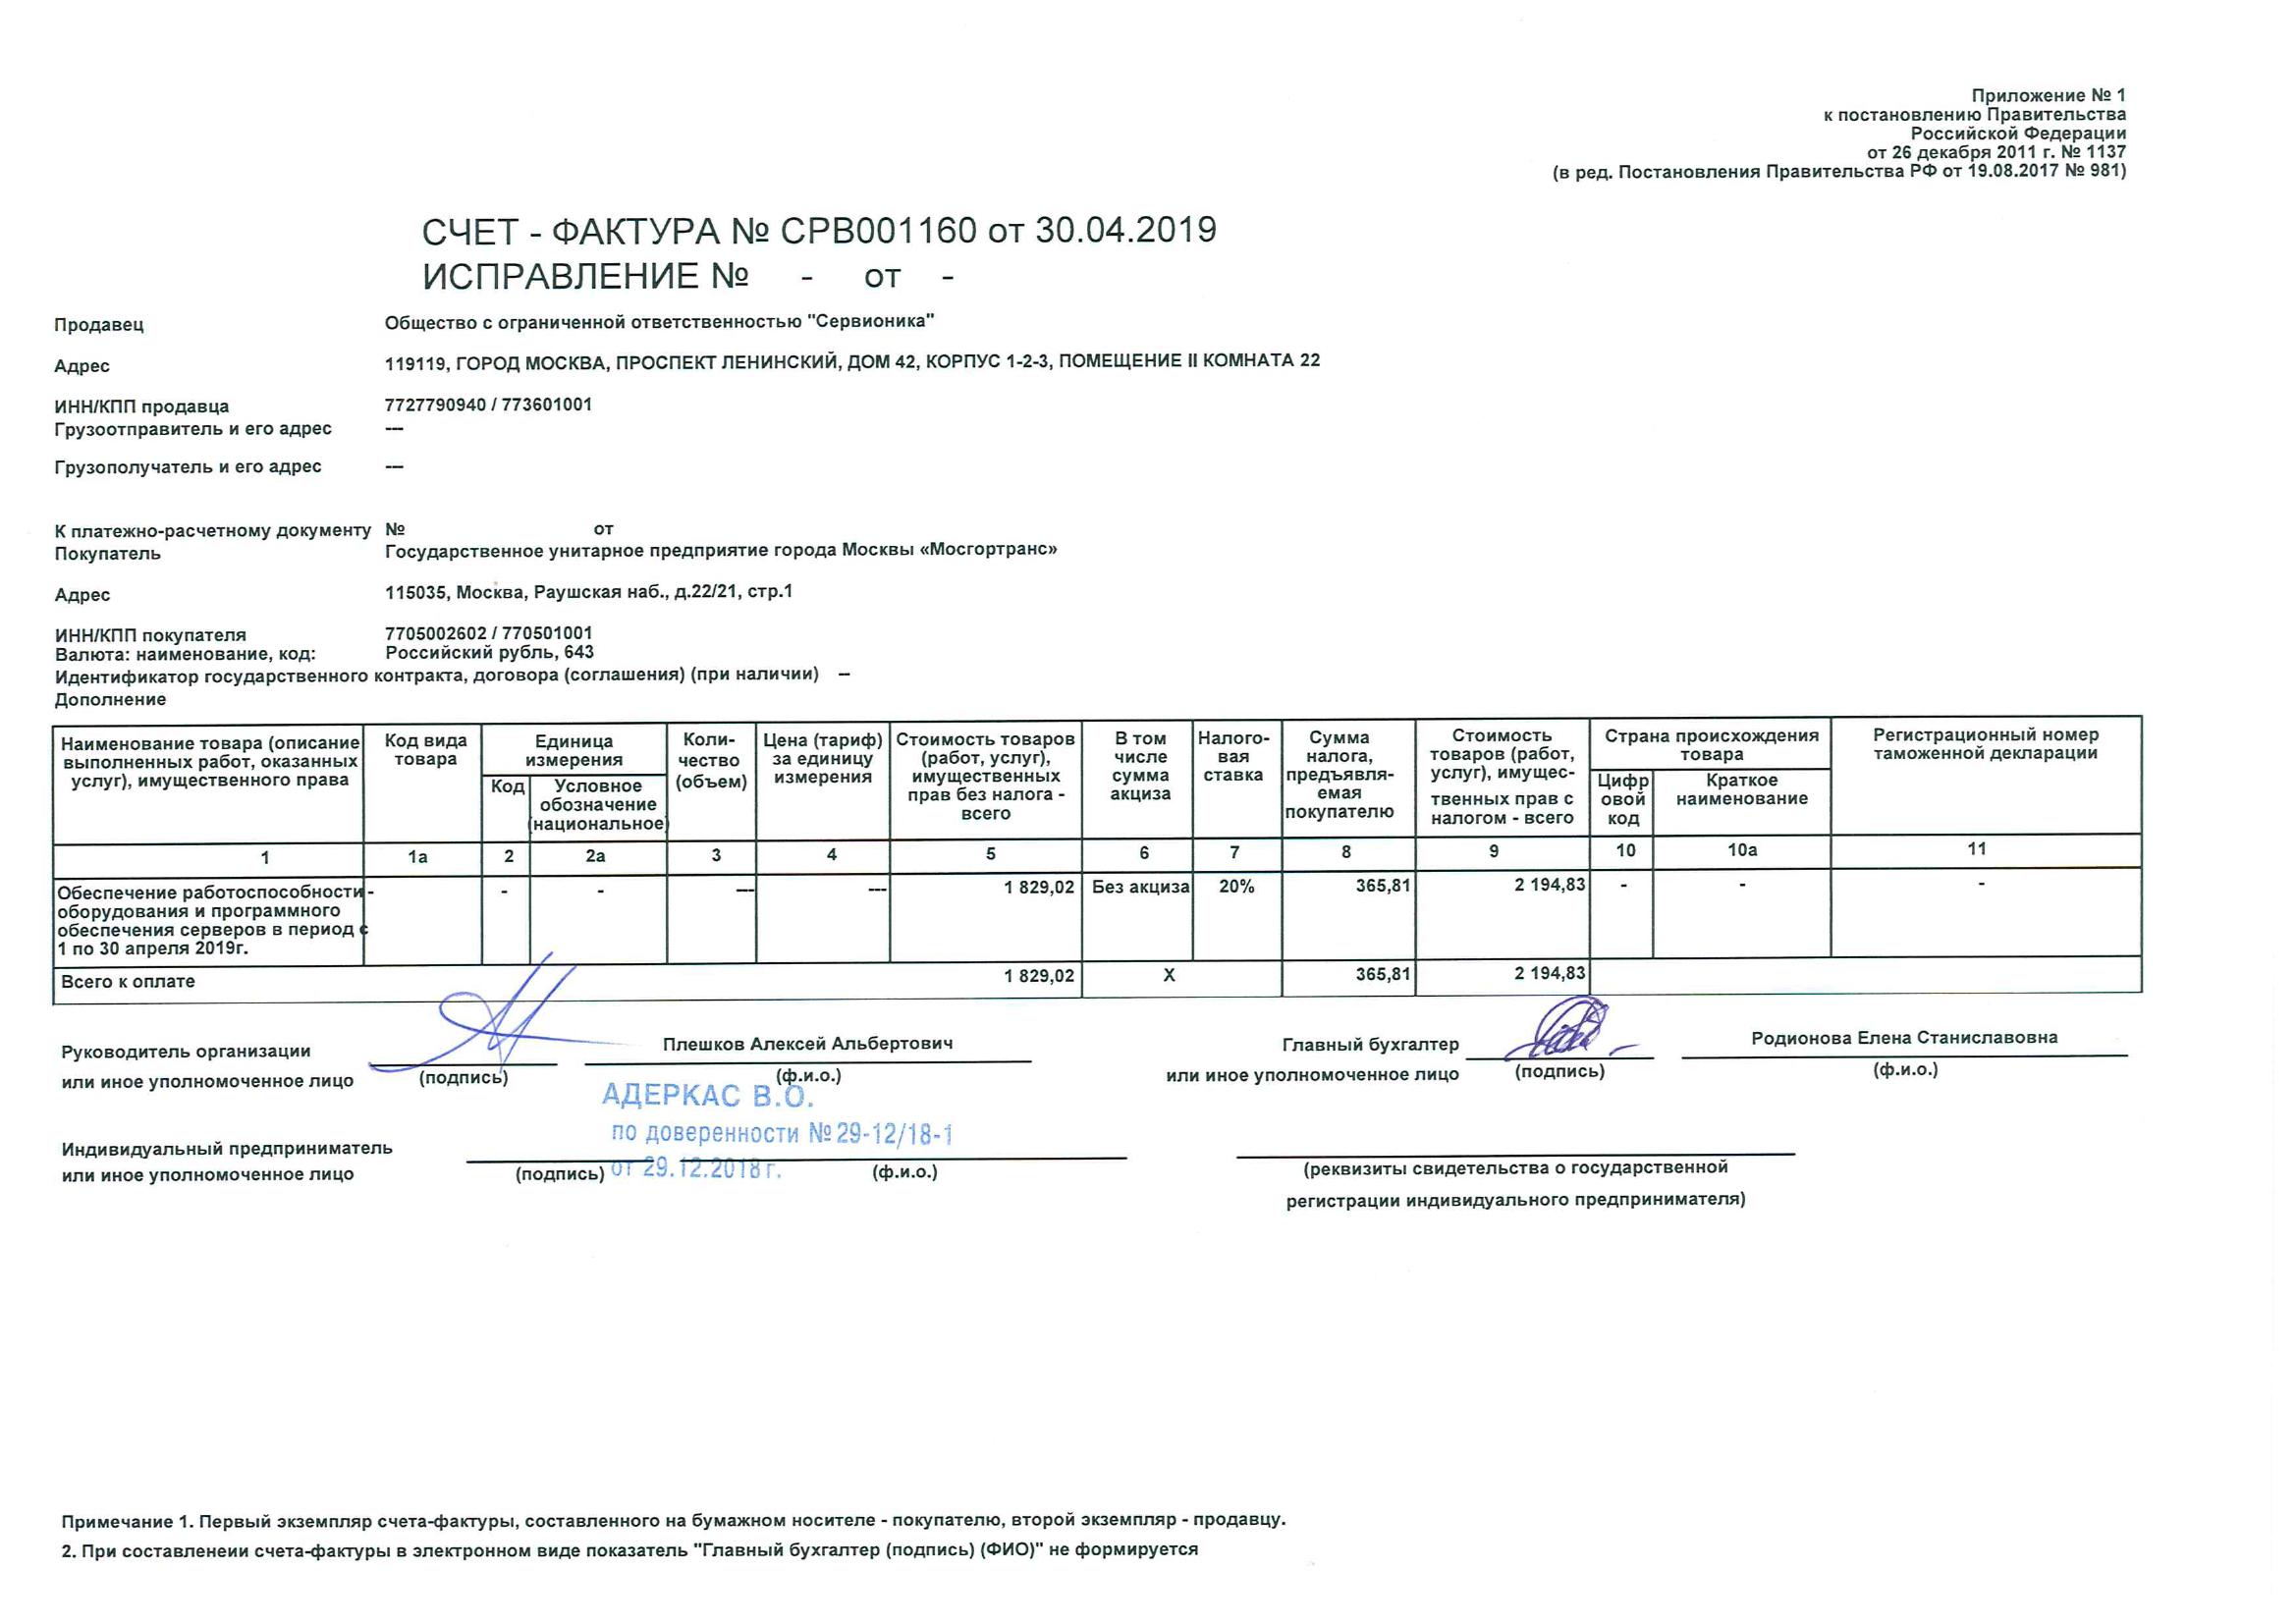 Приложение № 1
к постановлению Правительства
Российской Федерации
от 26 декабря 2011 г. № 1137
(в ред. Постановления Правительства РФ от 19.08.2017 № 981)
СЧЕТ - ФАКТУРА № СРВ001160 от 30.04.2019
ИСПРАВЛЕНИЕ № - от -
Продавец Общество с ограниченной ответственностью "Сервионика"
Адрес 119119, ГОРОД МОСКВА, ПРОСПЕКТ ЛЕНИНСКИЙ, ДОМ 42, КОРПУС 1-2-3, ПОМЕЩЕНИЕ II КОМНАТА 22
ИНН/КПП продавца 7727790940 / 773601001
Грузоотправитель и его адрес ---
Грузополучатель и его адрес ---
К платежно-расчетному документу № от
Покупатель Государственное унитарное предприятие города Москвы «Мосгортранс»
Адрес 115035, Москва, Раушская наб., д.22/21, стр.1
ИНН/КПП покупателя 7705002602 / 770501001
Валюта: наименование, код: Российский рубль, 643
Идентификатор государственного контракта, договора (соглашения) (при наличии) --
Дополнение
Наименование товара (описание
выполненных работ, оказанных
услуг), имущественного права
Код вида
товара
Единица
измерения
Код
Условное
обозначение
(национальное)
Коли-
чество
(объем)
Цена (тариф)
за единицу
измерения
Стоимость товаров
(работ, услуг),
имущественных
прав без налога -
всего
В том
числе
сумма
акциза
Налого-
вая
ставка
Сумма
налога,
предъявля-
емая
покупателю
Стоимость
товаров (работ,
услуг), имущес-
твенных прав с
налогом - всего
Страна происхождения
товара
Цифр
овой
код
Краткое
наименование
Регистрационный номер
таможенной декларации
1 1а 2 2а 3 4 5 6 7 8 9 10 10а 11
Обеспечение работоспособности - - - --- --- 1 829,02 Без акциза 20% 365,81 2 194,83 - - -
оборудования и программного
обеспечения серверов в период с
1 по 30 апреля 2019г.
Всего к оплате 1 829,02 Х 365,81 2 194,83
Руководитель организации
или иное уполномоченное лицо
(подпись)
Плешков Алексей Альбертович
(ф.и.о.)
Главный бухгалтер
или иное уполномоченное лицо
(подпись)
Родионова Елена Станиславовна
(ф.и.о.)
АДЕРКАС В.О.
по доверенности № 29-12/18-1
от 29.12.2018 г.
Индивидуальный предприниматель
или иное уполномоченное лицо
(подпись)
(ф.и.о.)
(реквизиты свидетельства о государственной
регистрации индивидуального предпринимателя)
Примечание 1. Первый экземпляр счета-фактуры, составленного на бумажном носителе - покупателю, второй экземпляр - продавцу.
2. При составленеии счета-фактуры в электронном виде показатель "Главный бухгалтер (подпись) (ФИО)" не формируется